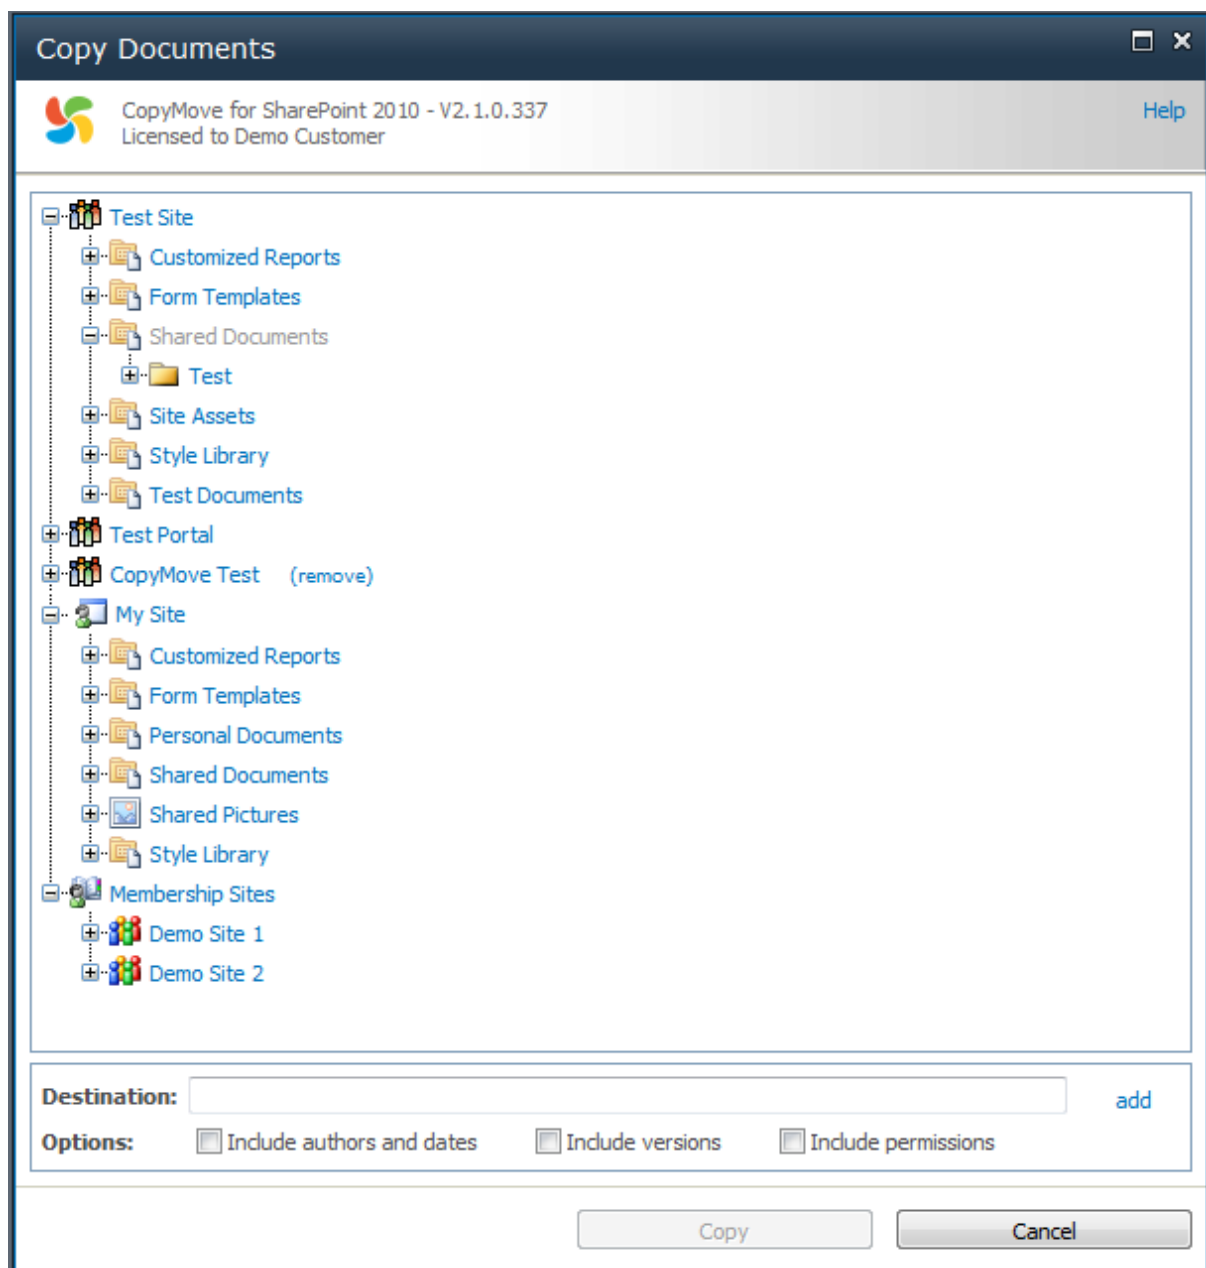 Copy Documents
CopyMove for SharePoint 2010 - V2.1.0.337
Help
Licensed to Demo Customer
Test Site
Customized Reports
Form Templates
Shared Documents
Test
Site Assets
Style Library
Test Documents
Test Portal
CopyMove Test (remove)
My Site
Customized Reports
Form Templates
Personal Documents
Shared Documents
Shared Pictures
Style Library
Membership Sites
Demo Site 1
Demo Site 2
Destination: add
Options: Include authors and dates Include versions Include permissions
Copy Cancel